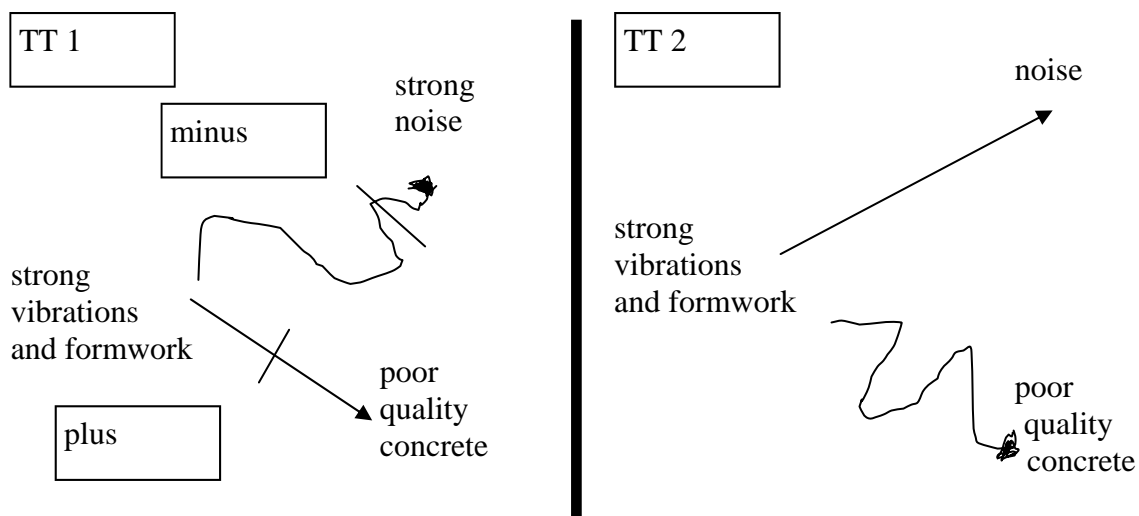 TT 1
minus
strong
noise
strong
vibrations
and formwork
poor
quality
concrete
plus
TT 2
noise
strong
vibrations
and formwork
poor
quality
concrete